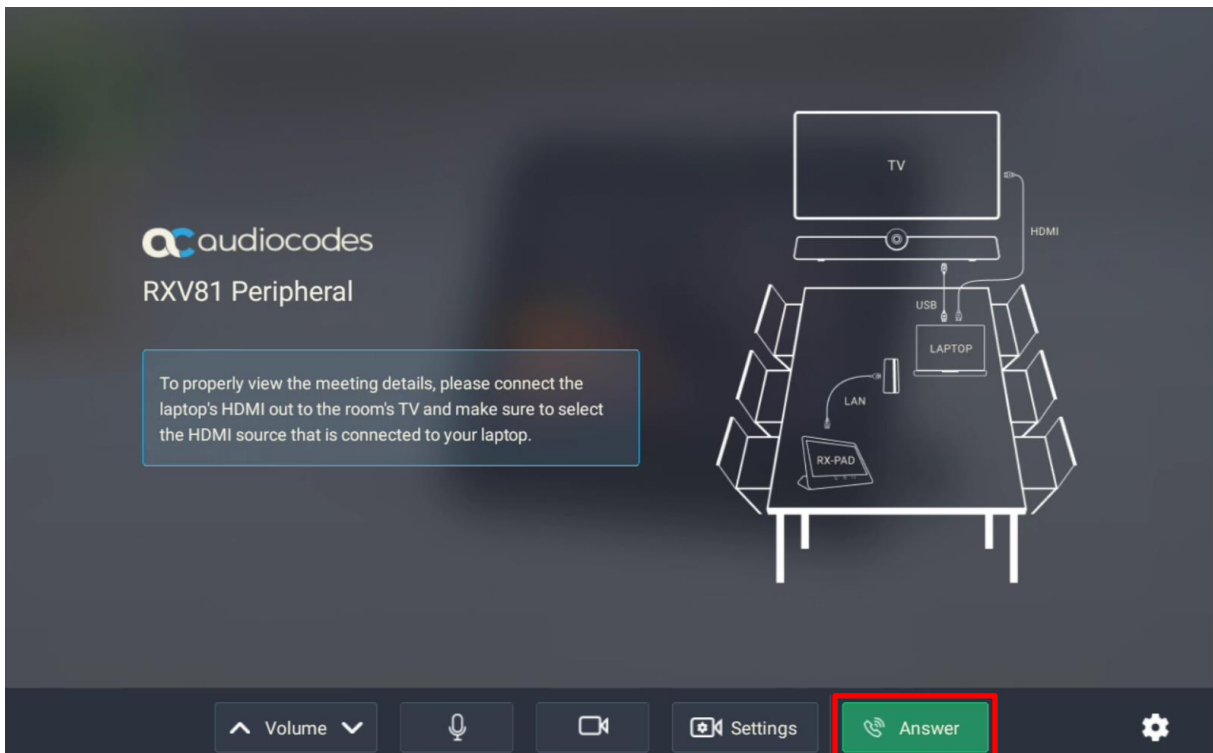 audiocodes
RXV81 Peripheral
To properly view the meeting details, please connect the
laptop's HDMI out to the room's TV and make sure to select
the HDMI source that is connected to your laptop.
TV
HDMI
USB
LAPTOP
LAN
RX-PAD
Volume
Settings
Answer